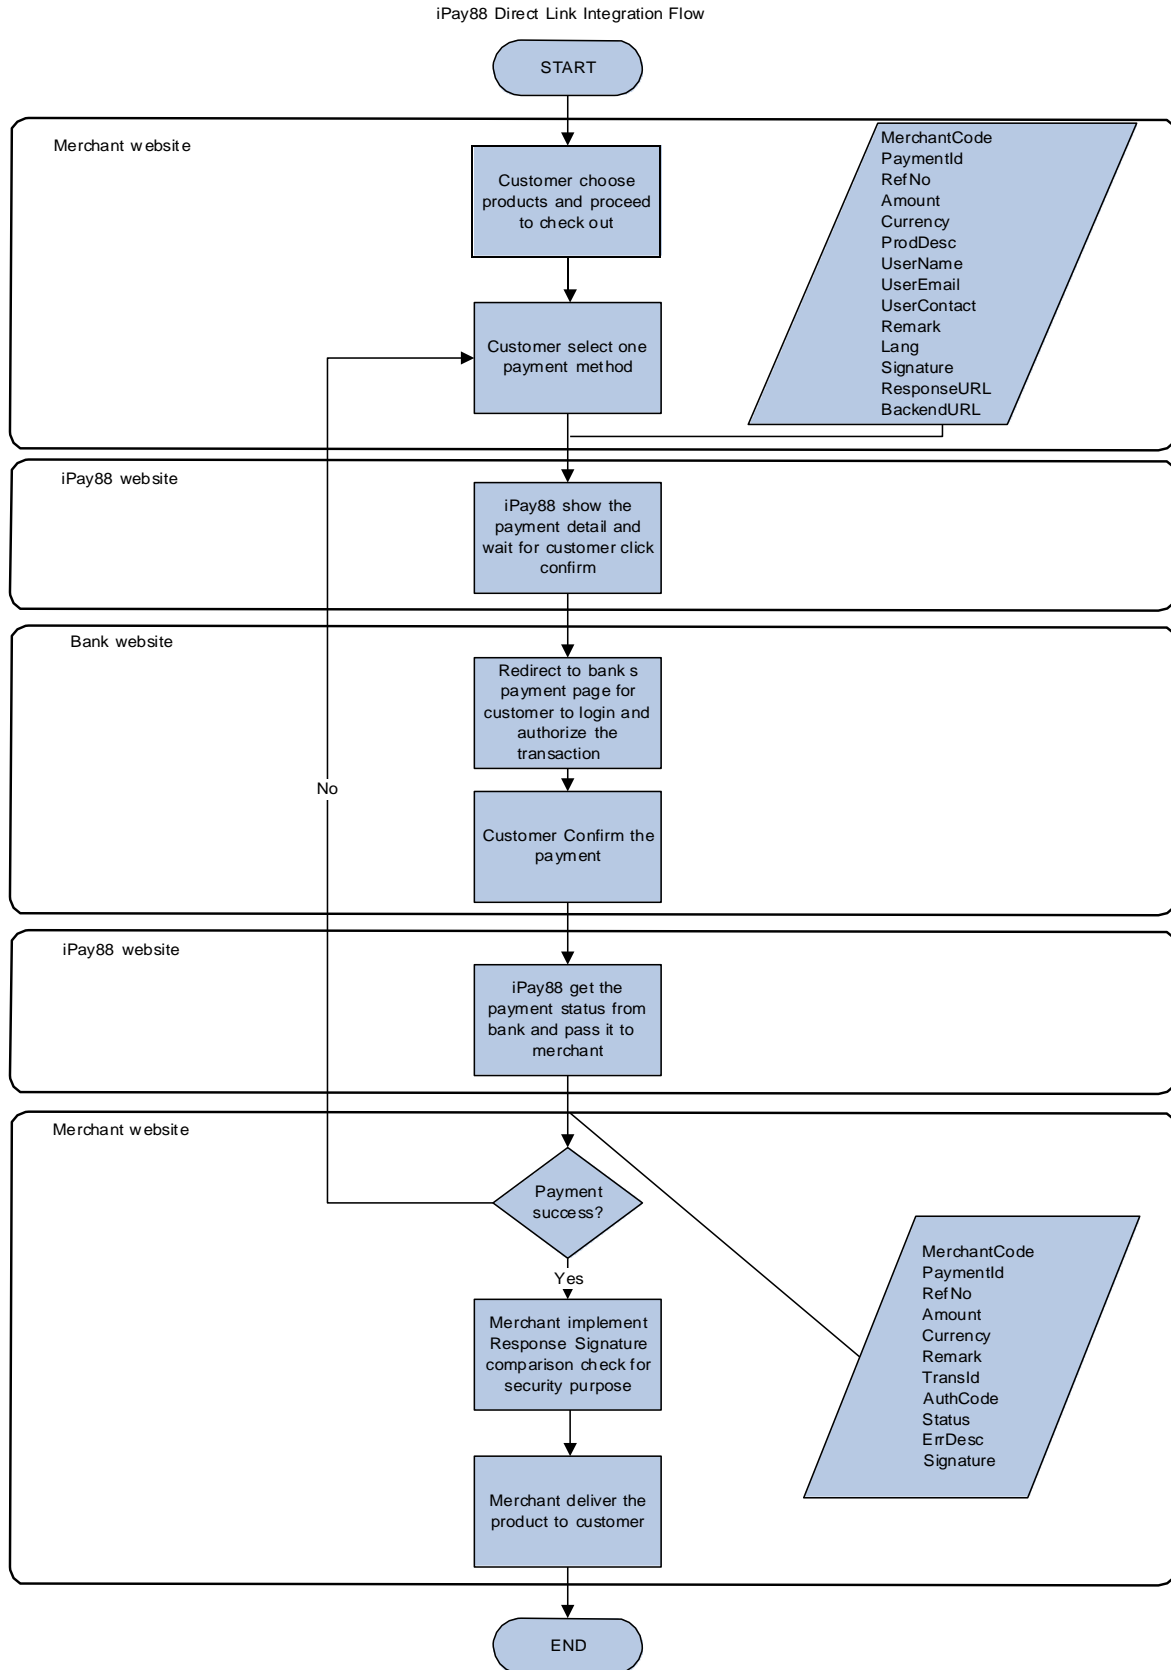 iPay88 Direct Link Integration Flow
START
Merchant website
Customer choose
products and proceed
to check out
MerchantCode
PaymentId
RefNo
Amount
Currency
ProdDesc
UserName
UserEmail
UserContact
Remark
Lang
Signature
ResponseURL
BackendURL
Customer select one
payment method
iPay88 website
iPay88 show the
payment detail and
wait for customer click
confirm
Bank website
Redirect to bank s
payment page for
customer to login and
authorize the
transaction
No
Customer Confirm the
payment
iPay88 website
iPay88 get the
payment status from
bank and pass it to
merchant
Merchant website
Payment
success?
Yes
Merchant implement
Response Signature
comparison check for
security purpose
MerchantCode
PaymentId
RefNo
Amount
Currency
Remark
TransId
AuthCode
Status
ErrDesc
Signature
Merchant deliver the
product to customer
END